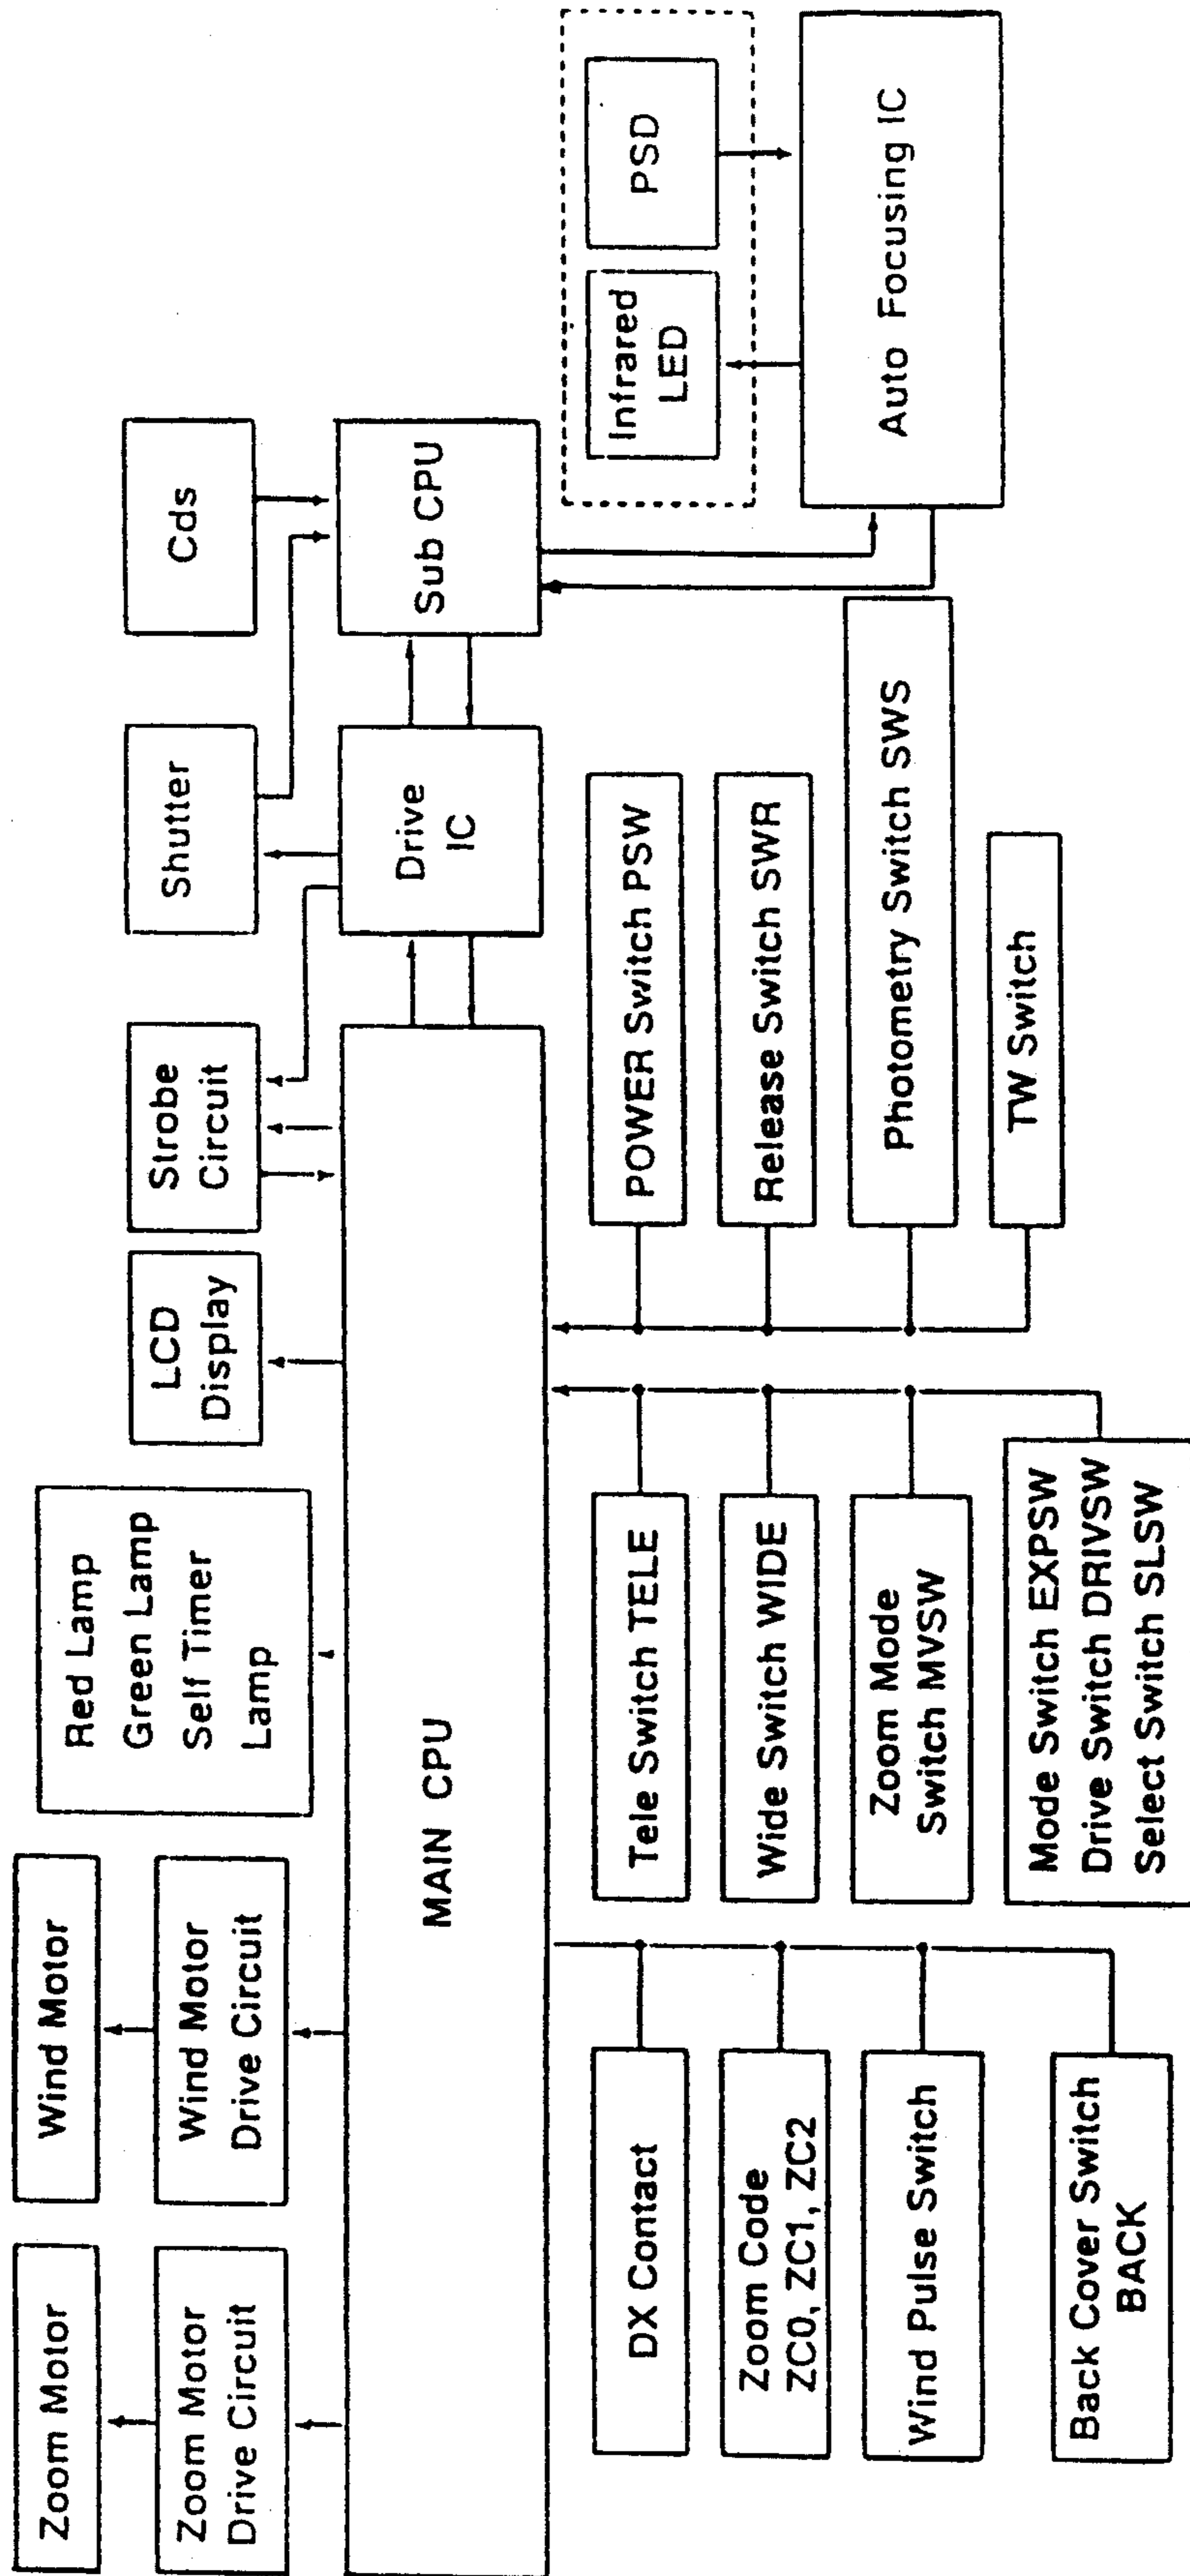 Zoom Motor
Zoom Motor
Drive Circuit
Wind Motor
Wind Motor
Drive Circuit
Red Lamp
Green Lamp
Self Timer
Lamp
LCD
Display
Strobe
Circuit
Shutter
Cds
MAIN CPU
Drive
IC
Sub CPU
DX Contact
Zoom Code
ZC0, ZC1, ZC2
Wind Pulse Switch
Back Cover Switch
BACK
Tele Switch TELE
Wide Switch WIDE
Zoom Mode
Switch MVSW
Mode Switch EXPSW
Drive Switch DRIVSW
Select Switch SLSW
POWER Switch PSW
Release Switch SWR
Photometry Switch SWS
TW Switch
Infrared
LED
PSD
Auto Focusing IC